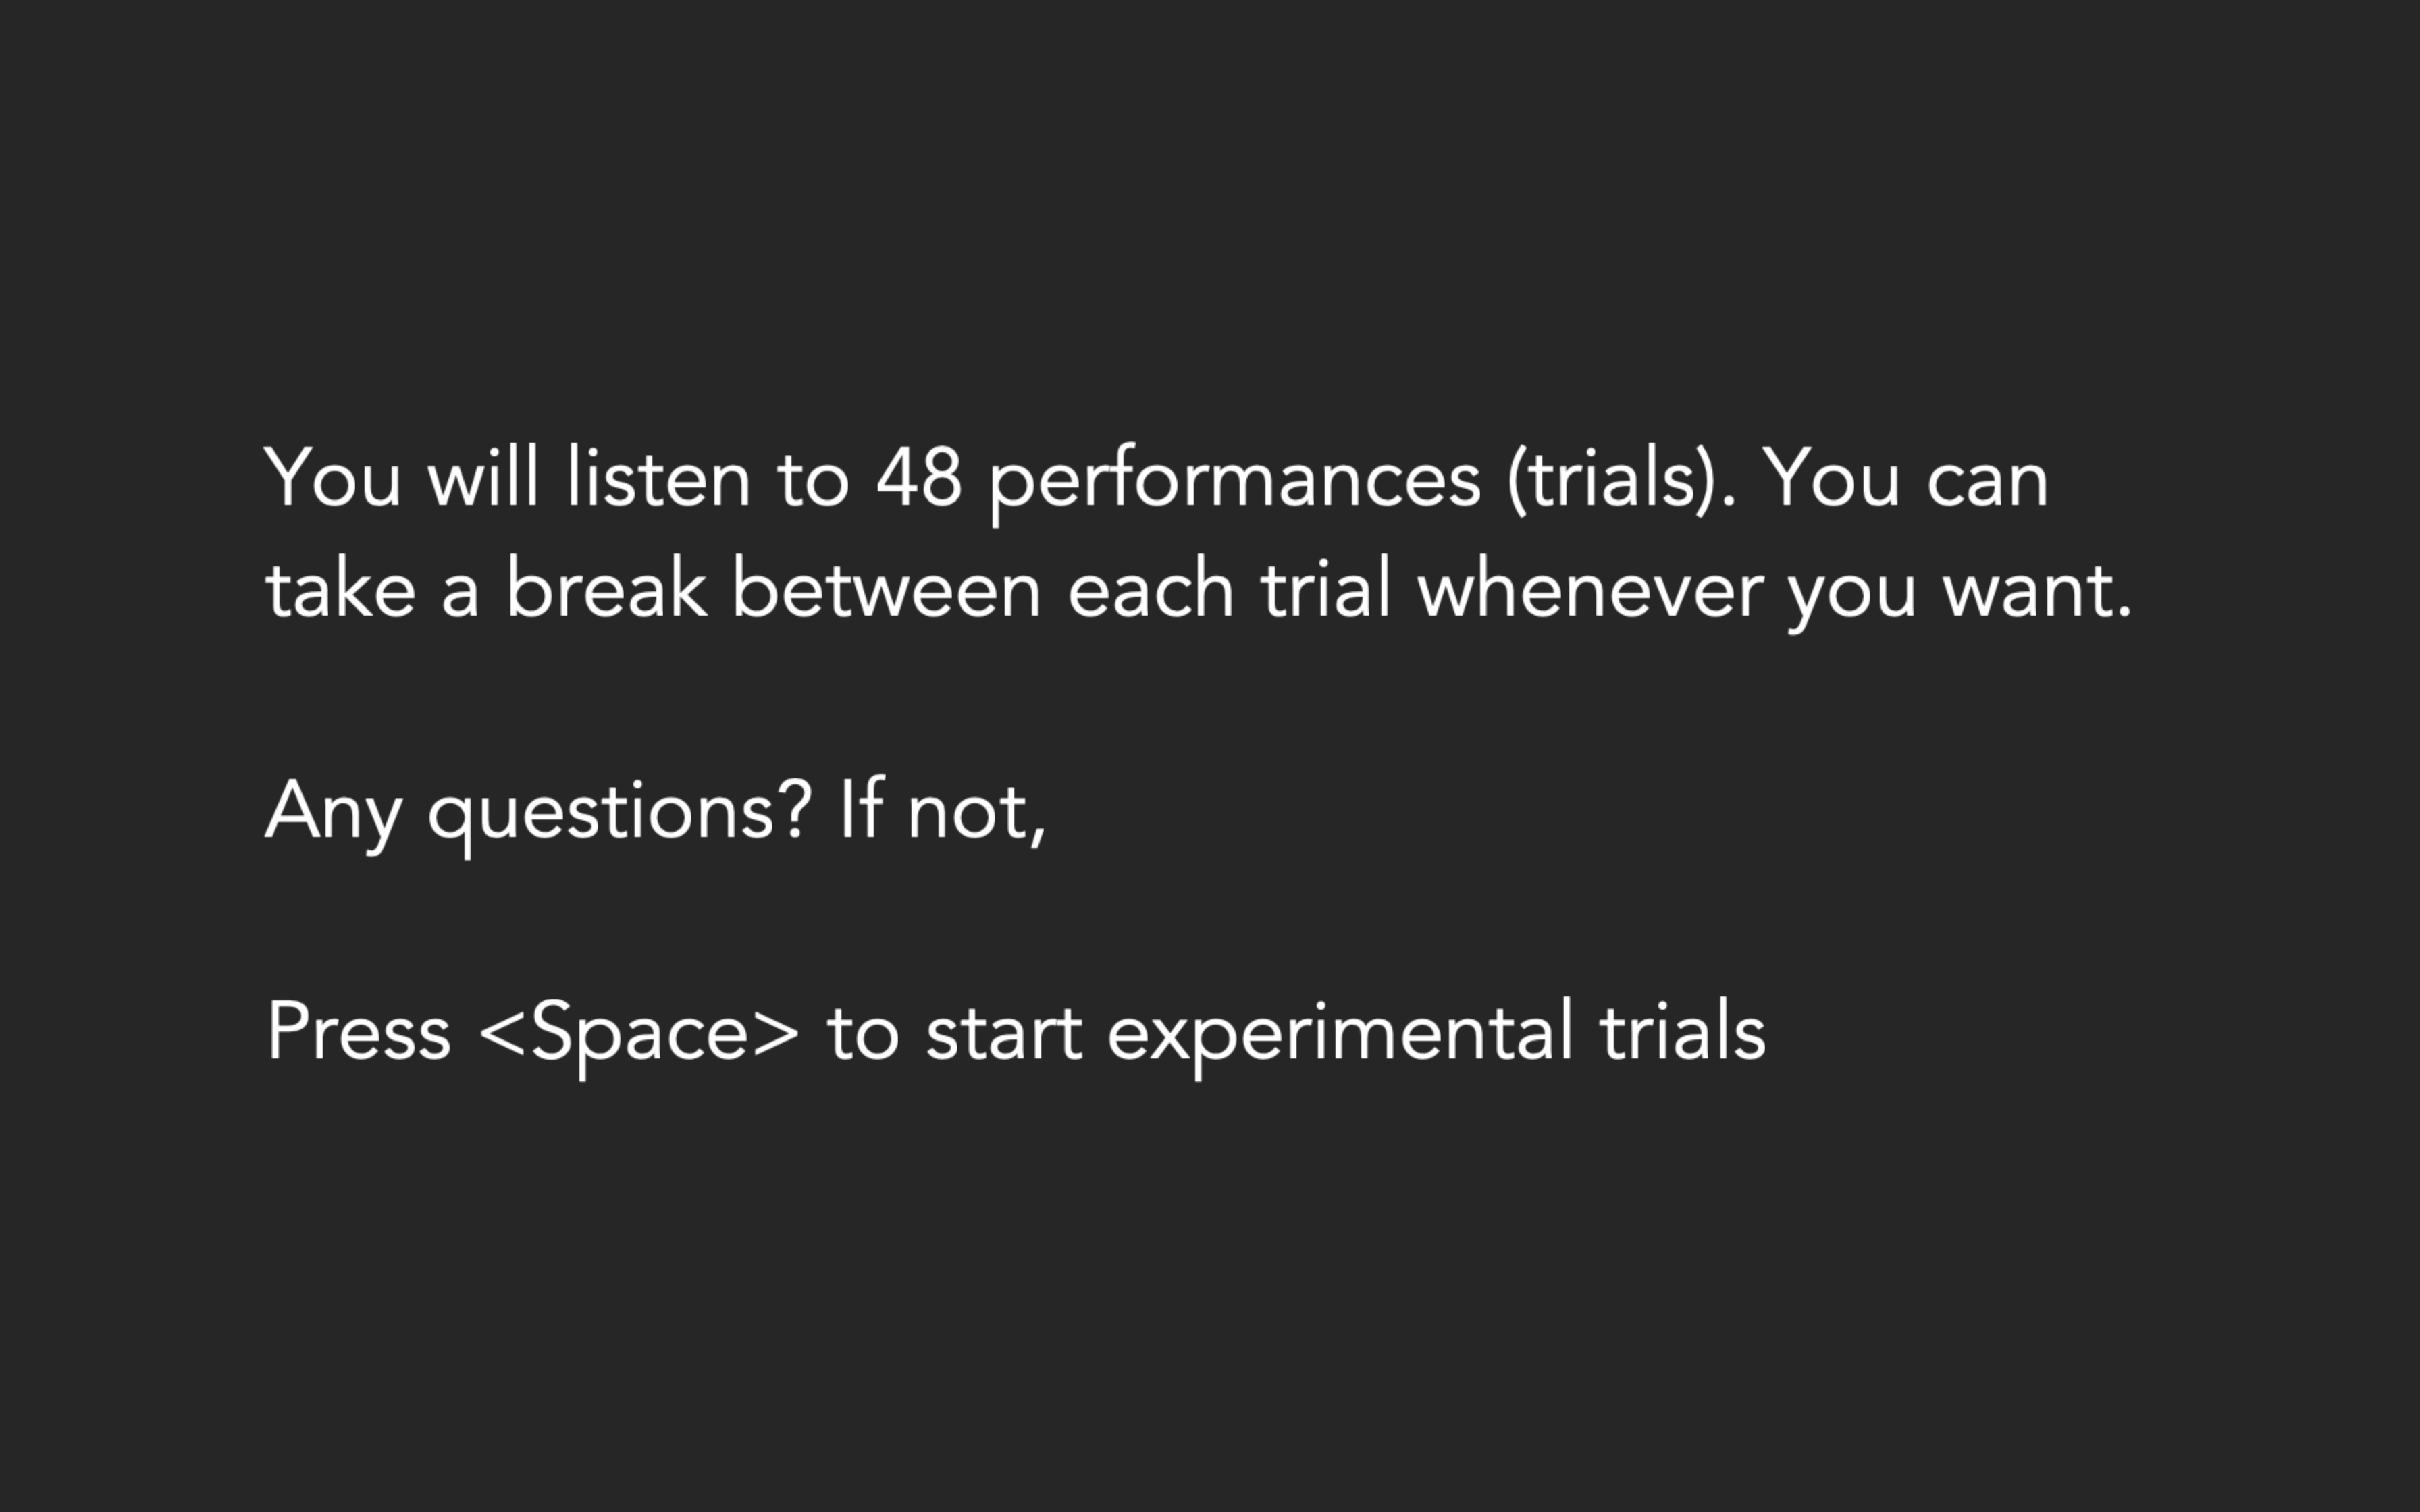 You will listen to 48 performances (trials). You can
take a break between each trial whenever you want.
Any questions? If not,
Press <Space> to start experimental trials